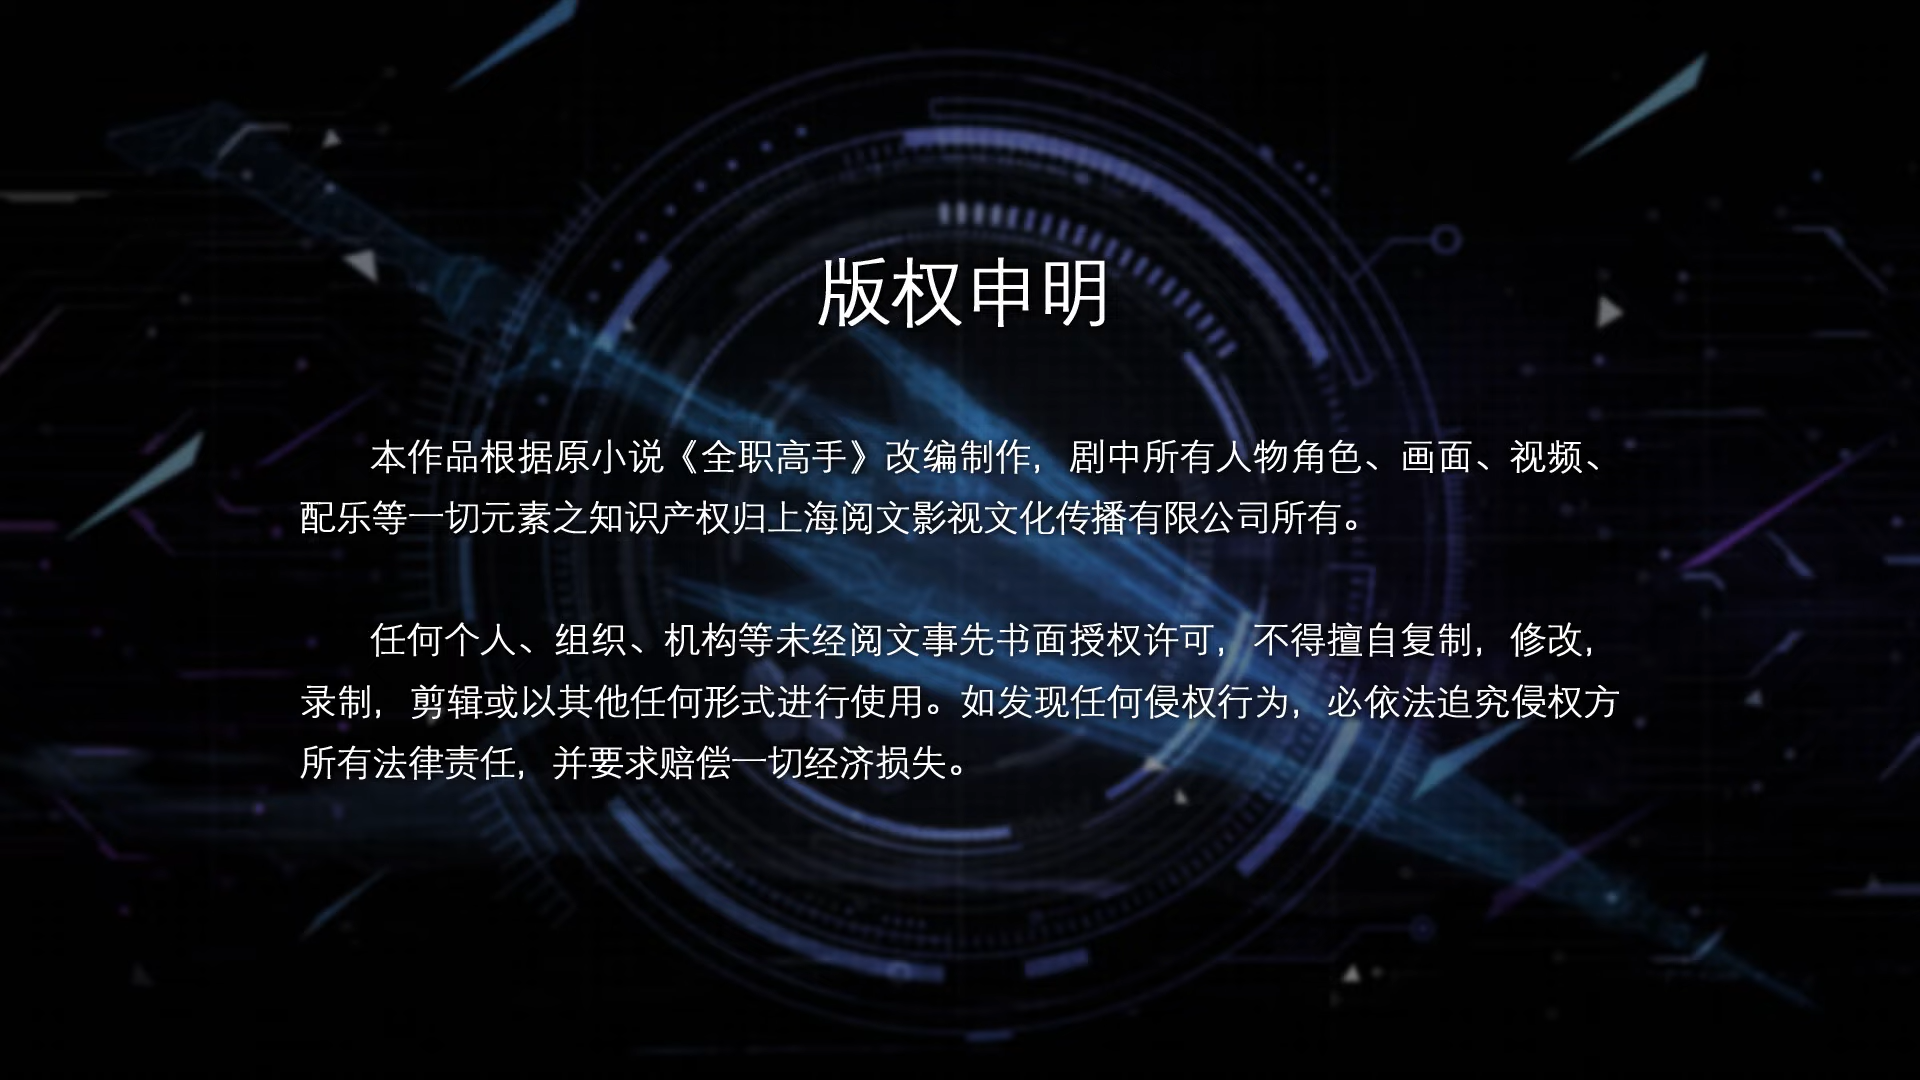 版权申明
本作品根据原小说《全职高手》改编制作，剧中所有人物角色、画面、视频、
配乐等一切元素之知识产权归上海阅文影视文化传播有限公司所有。
任何个人、组织、机构等未经阅文事先书面授权许可，不得擅自复制，修改，
录制，剪辑或以其他任何形式进行使用。如发现任何侵权行为，必依法追究侵权方
所有法律责任，并要求赔偿一切经济损失。